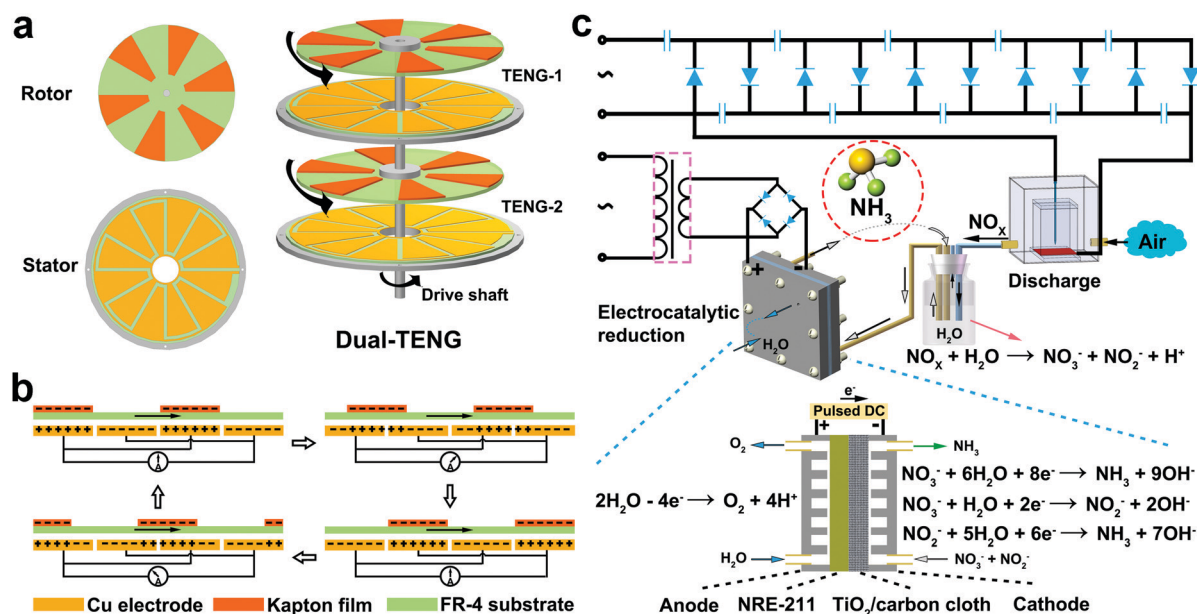 a
Rotor
Stator
TENG-1
TENG-2
Drive shaft
Dual-TENG
b
A
A
A
A
Cu electrode
Kapton film
FR-4 substrate
c
~
~
NH₃
NOₓ
Air
Discharge
+ -
Electrocatalytic
reduction
H₂O
H₂O
NOₓ + H₂O → NO₃⁻ + NO₂⁻ + H⁺
e⁻
Pulsed DC
+ -
O₂
NH₃
2H₂O - 4e⁻ → O₂ + 4H⁺
NO₃⁻ + 6H₂O + 8e⁻ → NH₃ + 9OH⁻
NO₃⁻ + H₂O + 2e⁻ → NO₂⁻ + 2OH⁻
NO₂⁻ + 5H₂O + 6e⁻ → NH₃ + 7OH⁻
H₂O
NO₃⁻ + NO₂⁻
Anode
NRE-211
TiO₂/carbon cloth
Cathode